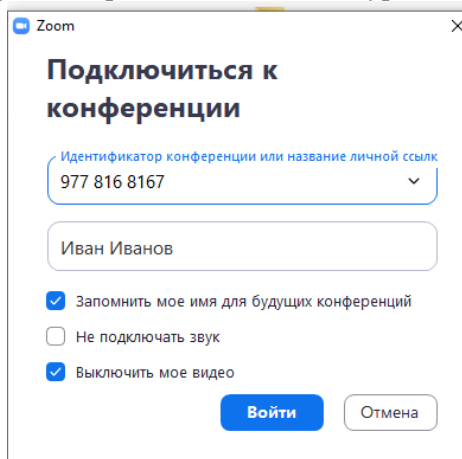 Zoom
Подключиться к
конференции
Идентификатор конференции или название личной ссылк
977 816 8167
Иван Иванов
Запомнить мое имя для будущих конференций
Не подключать звук
Выключить мое видео
Войти
Отмена